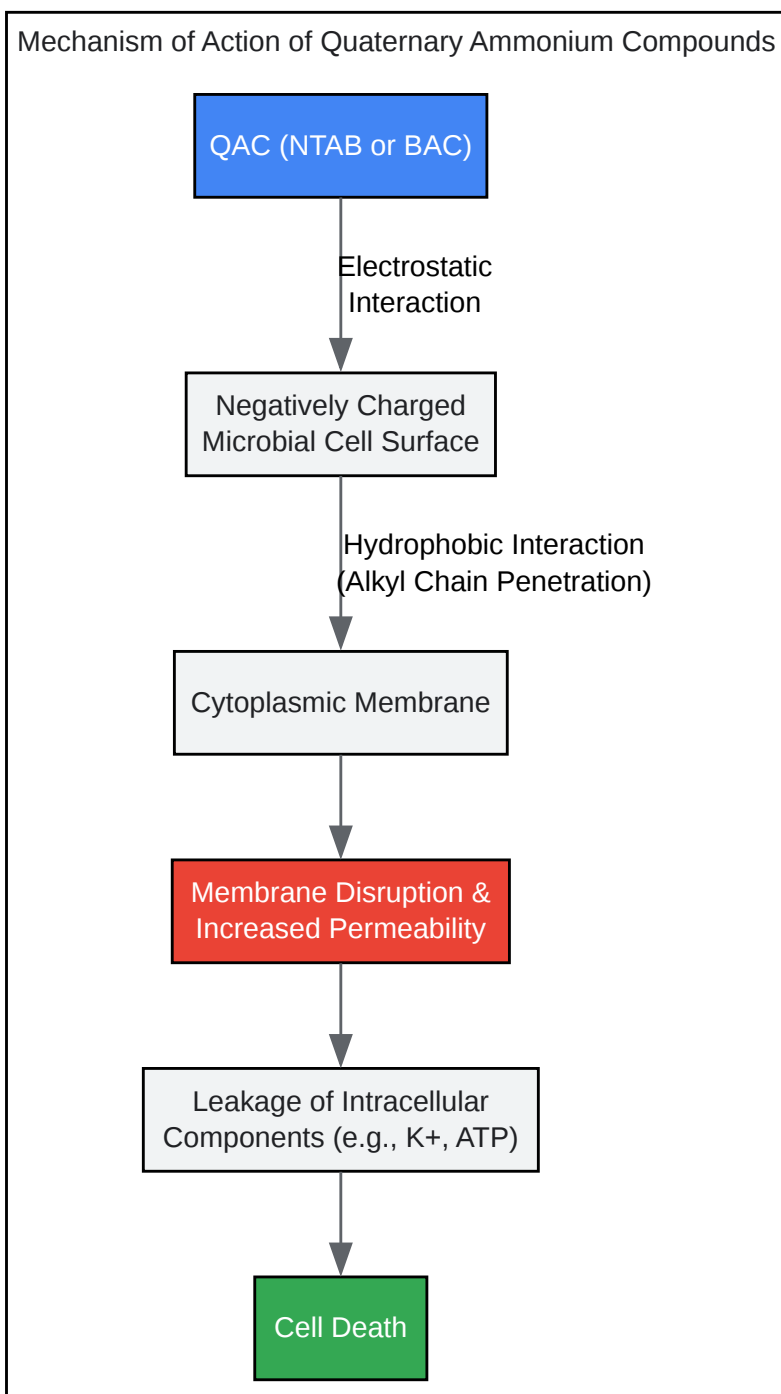 Mechanism of Action of Quaternary Ammonium Compounds
QAC (NTAB or BAC)
Electrostatic
Interaction
Negatively Charged
Microbial Cell Surface
Hydrophobic Interaction
(Alkyl Chain Penetration)
Cytoplasmic Membrane
Membrane Disruption &
Increased Permeability
Leakage of Intracellular
Components (e.g., K+, ATP)
Cell Death